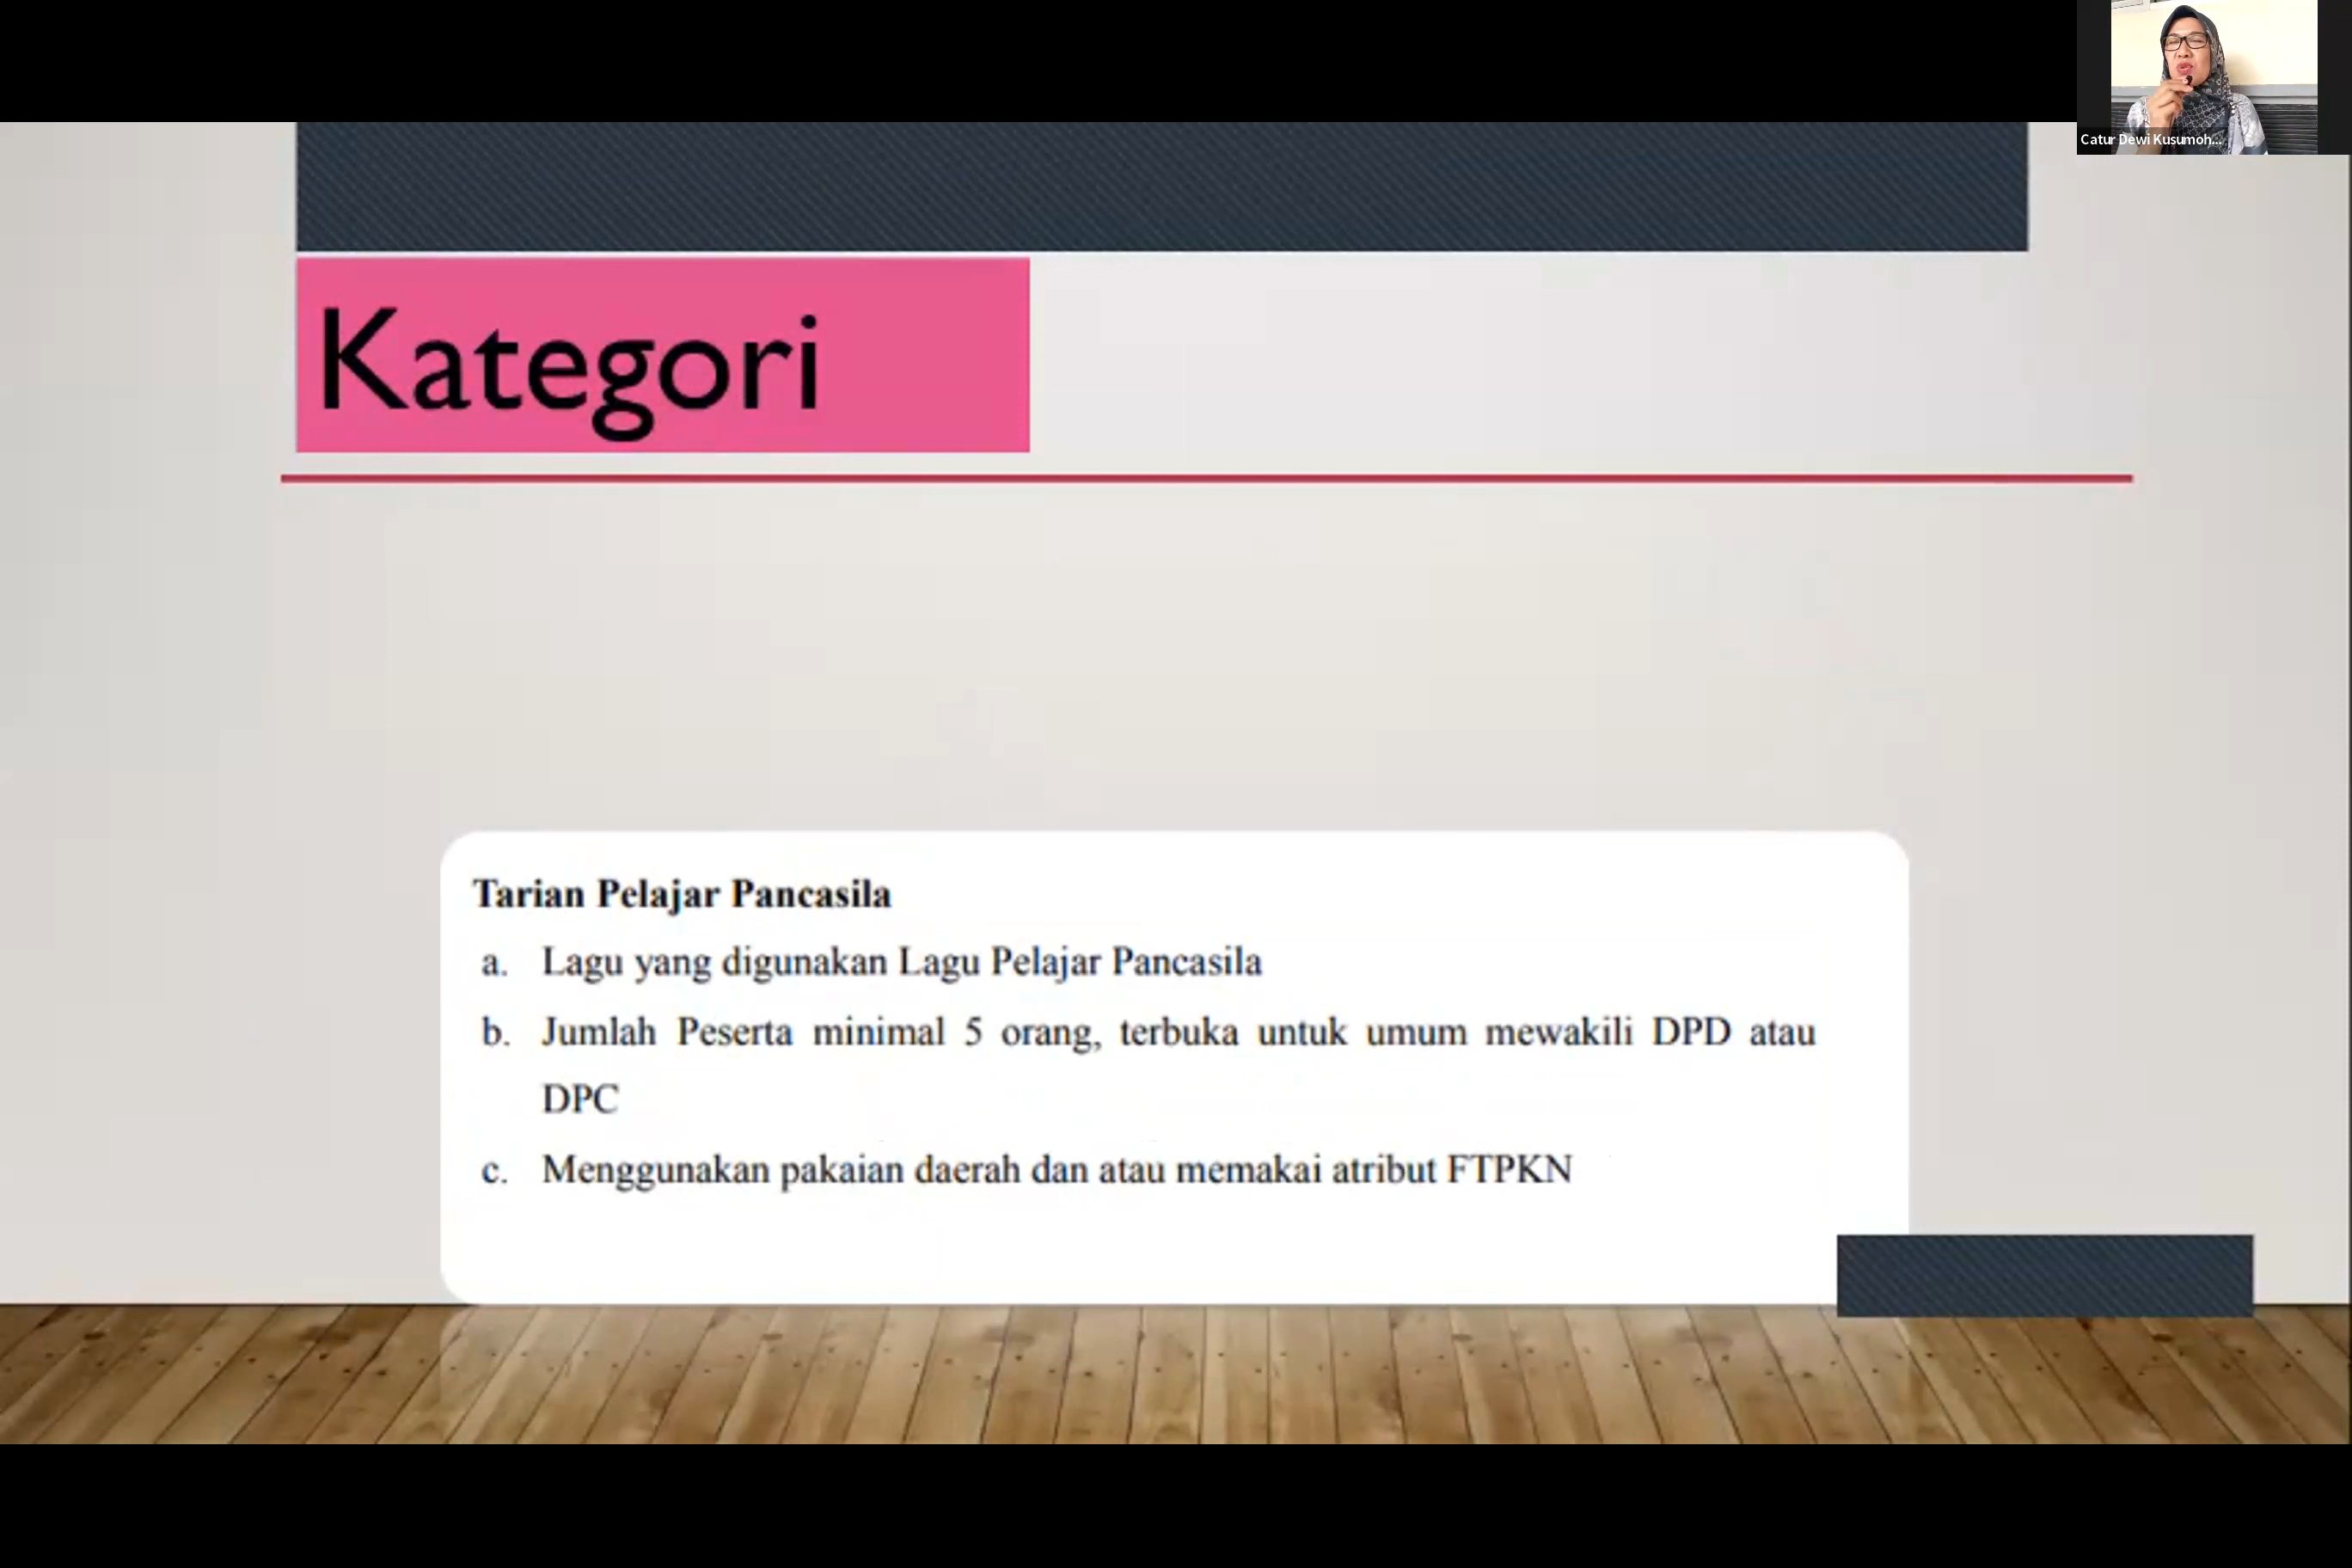 Catur Dewi Kusumoh...
Kategori
Tarian Pelajar Pancasila
a. Lagu yang digunakan Lagu Pelajar Pancasila
b. Jumlah Peserta minimal 5 orang, terbuka untuk umum mewakili DPD atau
DPC
c. Menggunakan pakaian daerah dan atau memakai atribut FTPKN